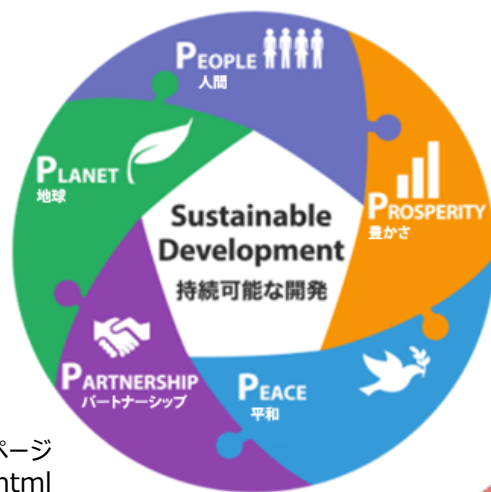 PEOPLE
人間
PLANET
地球
PROSPERITY
豊かさ
Sustainable
Development
持続可能な開発
PARTNERSHIP
パートナーシップ
PEACE
平和
ページ
html